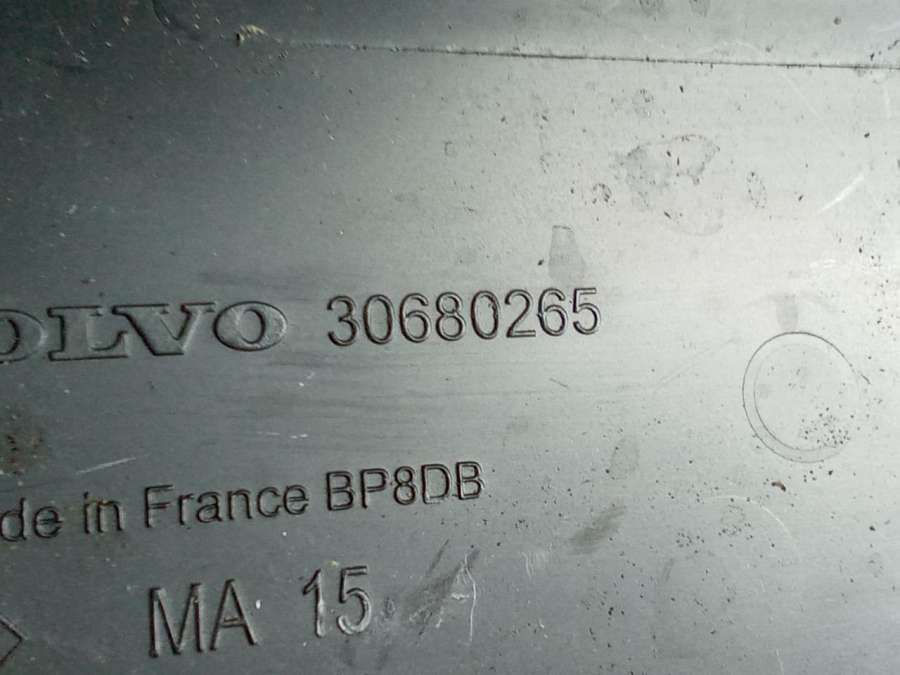 OLVO 30680265
de in France BP8DB
MA 15